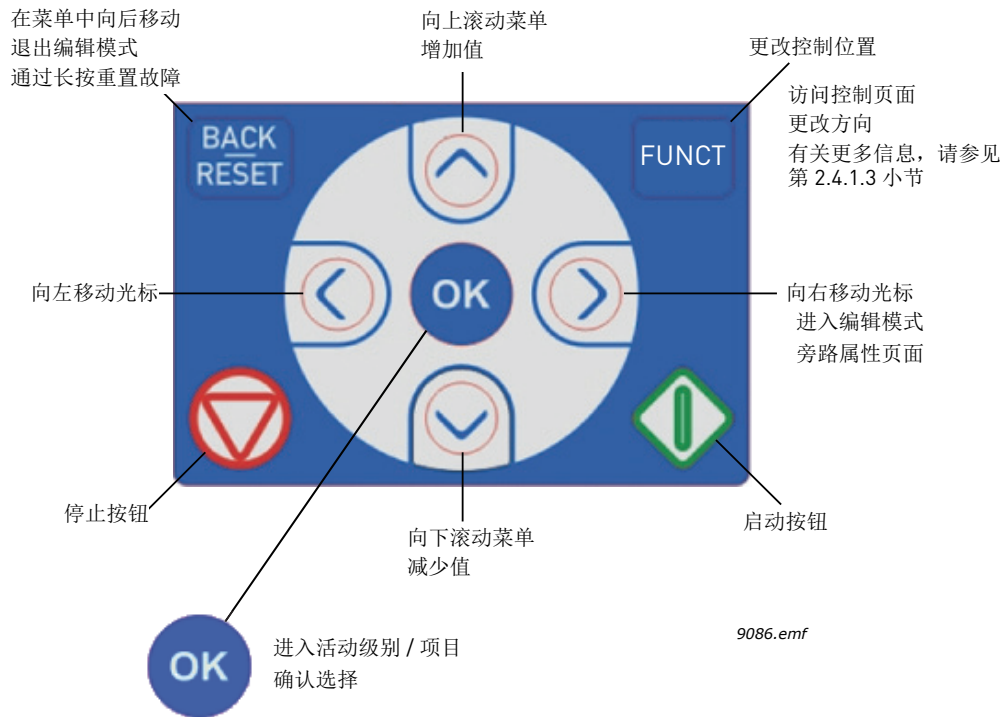 在菜单中向后移动
退出编辑模式
通过长按重置故障
向上滚动菜单
增加值
更改控制位置
访问控制页面
更改方向
有关更多信息，请参见
第 2.4.1.3 小节
BACK
RESET
FUNCT
向左移动光标
OK
向右移动光标
进入编辑模式
旁路属性页面
停止按钮
向下滚动菜单
减少值
启动按钮
OK
进入活动级别 / 项目
确认选择
9086.emf